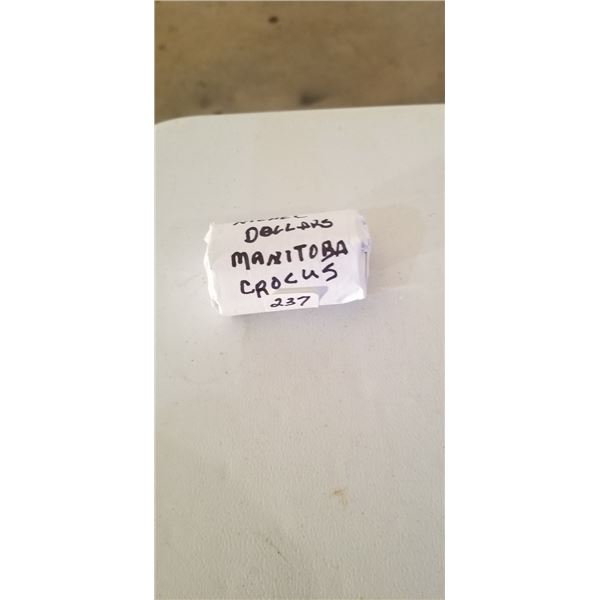 DOLLARS
MANITOBA
CROCUS
237